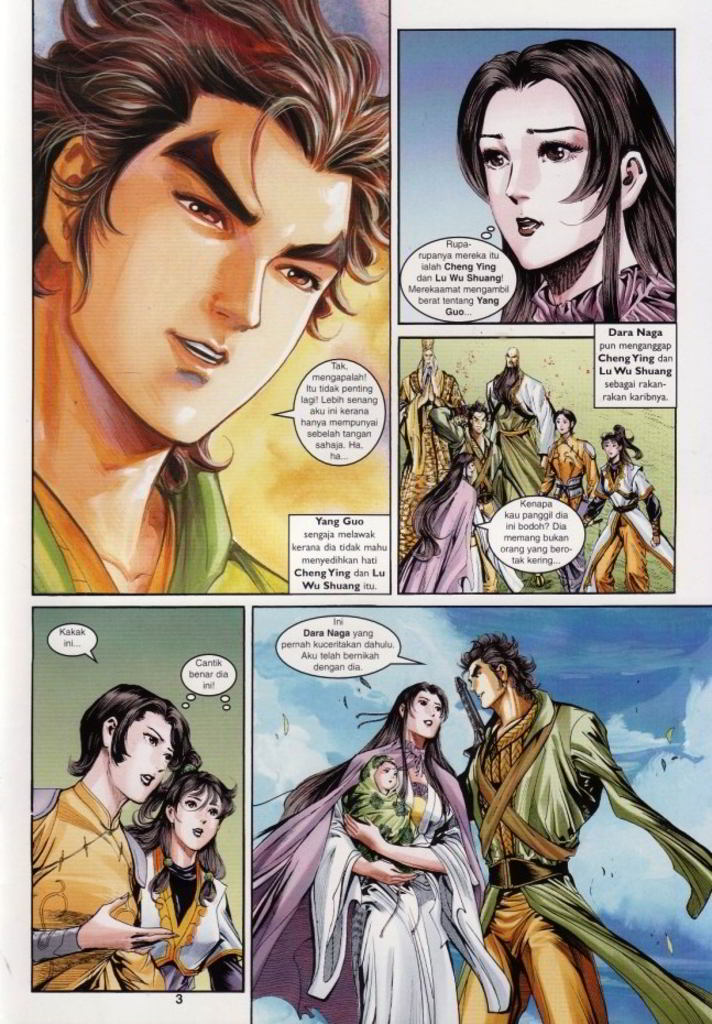 Tak,
mengapalah!
Itu tidak penting
lagi! Lebih senang
aku ini kerana
hanya mempunyai
sebelah tangan
sahaja. Ha,
ha...
Yang Guo
sengaja melawak
kerana dia tidak mahu
menyedihkan hati
Cheng Ying dan Lu
Wu Shuang itu.
Rupa-
rupanya mereka itu
ialah Cheng Ying
dan Lu Wu Shuang!
Merekaamat mengambil
berat tentang Yang
Guo...
Dara Naga
pun menganggap
Cheng Ying dan
Lu Wu Shuang
sebagai rakan-
rakan karibnya.
Kenapa
kau panggil dia
ini bodoh? Dia
memang bukan
orang yang bero-
tak kering...
Kakak
ini...
Cantik
benar dia
ini!
Ini
Dara Naga yang
pernah kuceritakan dahulu.
Aku telah bernikah
dengan dia.
3